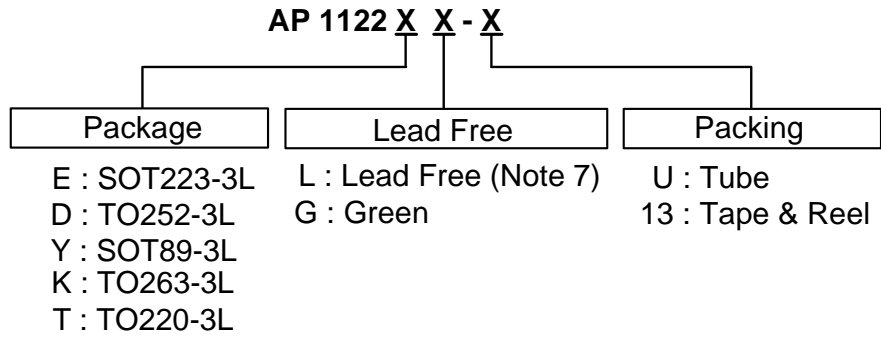 AP 1122 X X - X
Package
Lead Free
Packing
E : SOT223-3L
D : TO252-3L
Y : SOT89-3L
K : TO263-3L
T : TO220-3L
L : Lead Free (Note 7)
G : Green
U : Tube
13 : Tape & Reel